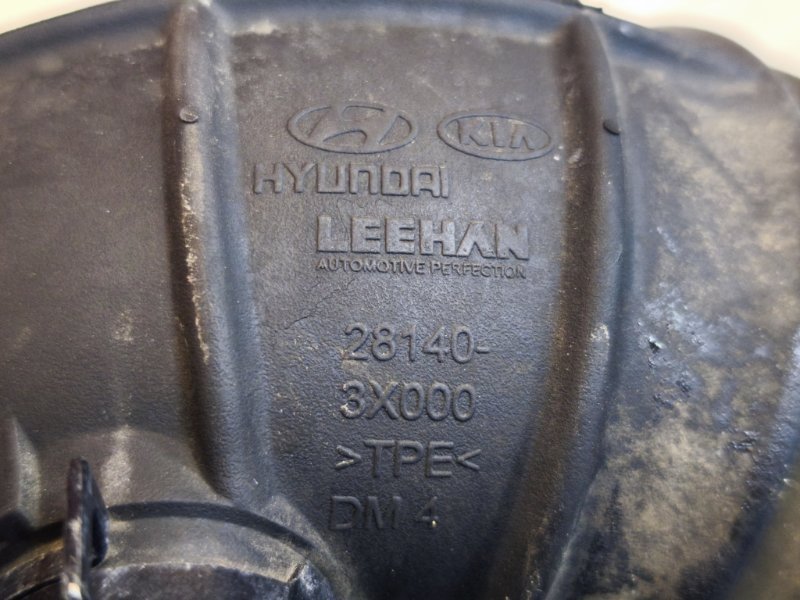 KIA
HYUNDAI
LEEHAN
AUTOMOTIVE PERFECTION
28140-
3X000
>TPE<
DM 4